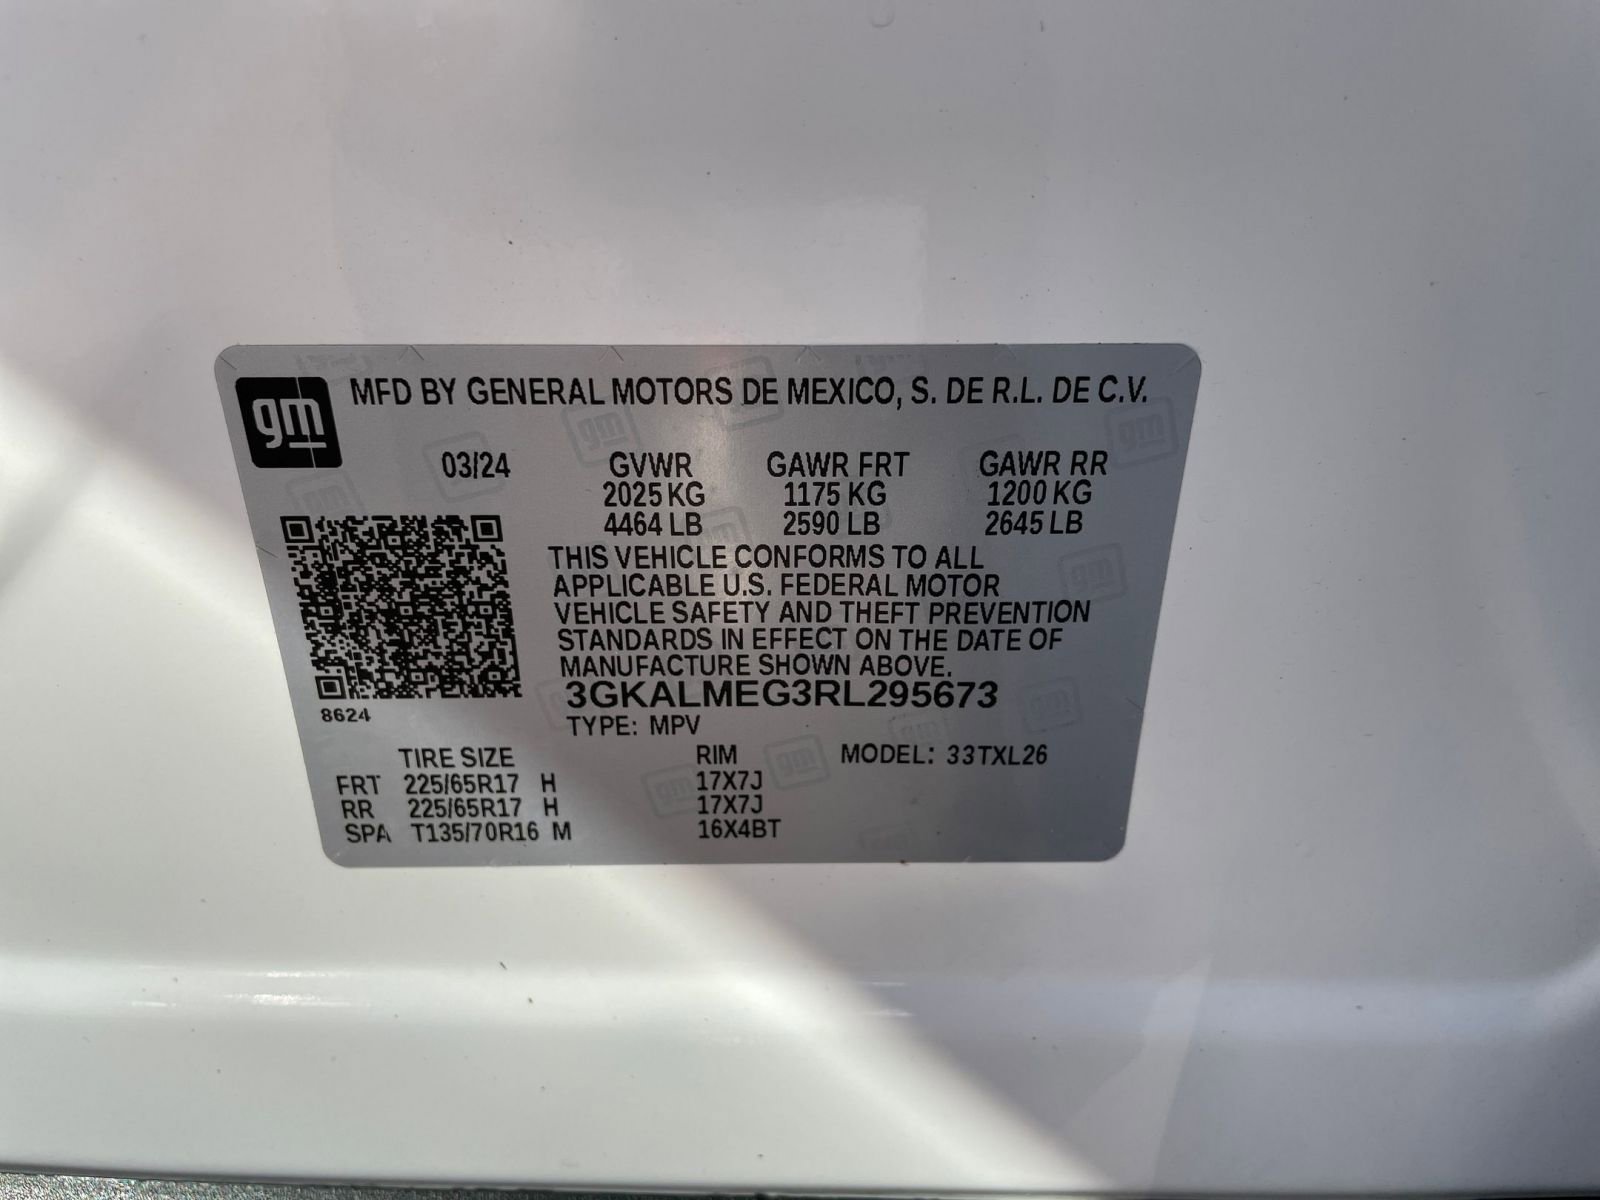 gm
MFD BY GENERAL MOTORS DE MEXICO, S. DE R.L. DE C.V.
03/24 GVWR GAWR FRT GAWR RR
2025 KG 1175 KG 1200 KG
4464 LB 2590 LB 2645 LB
THIS VEHICLE CONFORMS TO ALL
APPLICABLE U.S. FEDERAL MOTOR
VEHICLE SAFETY AND THEFT PREVENTION
STANDARDS IN EFFECT ON THE DATE OF
MANUFACTURE SHOWN ABOVE.
3GKALMEG3RL295673
8624
TYPE: MPV
TIRE SIZE RIM MODEL: 33TXL26
FRT 225/65R17 H 17X7J
RR 225/65R17 H 17X7J
SPA T135/70R16 M 16X4BT